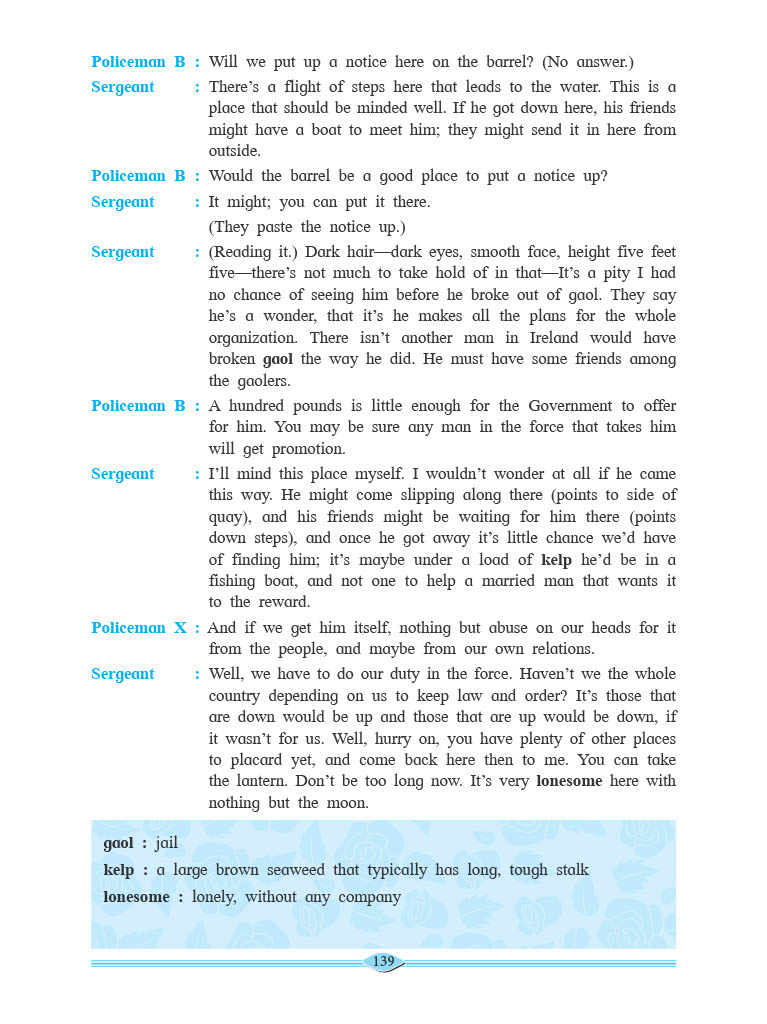 Policeman B : Will we put up a notice here on the barrel? (No answer.)
Sergeant : There's a flight of steps here that leads to the water. This is a
place that should be minded well. If he got down here, his friends
might have a boat to meet him; they might send it in here from
outside.
Policeman B : Would the barrel be a good place to put a notice up?
Sergeant : It might; you can put it there.
(They paste the notice up.)
Sergeant : (Reading it.) Dark hair—dark eyes, smooth face, height five feet
five—there's not much to take hold of in that—It's a pity I had
no chance of seeing him before he broke out of gaol. They say
he's a wonder, that it's he makes all the plans for the whole
organization. There isn't another man in Ireland would have
broken gaol the way he did. He must have some friends among
the gaolers.
Policeman B : A hundred pounds is little enough for the Government to offer
for him. You may be sure any man in the force that takes him
will get promotion.
Sergeant : I'll mind this place myself. I wouldn't wonder at all if he came
this way. He might come slipping along there (points to side of
quay), and his friends might be waiting for him there (points
down steps), and once he got away it's little chance we'd have
of finding him; it's maybe under a load of kelp he'd be in a
fishing boat, and not one to help a married man that wants it
to the reward.
Policeman X : And if we get him itself, nothing but abuse on our heads for it
from the people, and maybe from our own relations.
Sergeant : Well, we have to do our duty in the force. Haven't we the whole
country depending on us to keep law and order? It's those that
are down would be up and those that are up would be down, if
it wasn't for us. Well, hurry on, you have plenty of other places
to placard yet, and come back here then to me. You can take
the lantern. Don't be too long now. It's very lonesome here with
nothing but the moon.
gaol : jail
kelp : a large brown seaweed that typically has long, tough stalk
lonesome : lonely, without any company
139